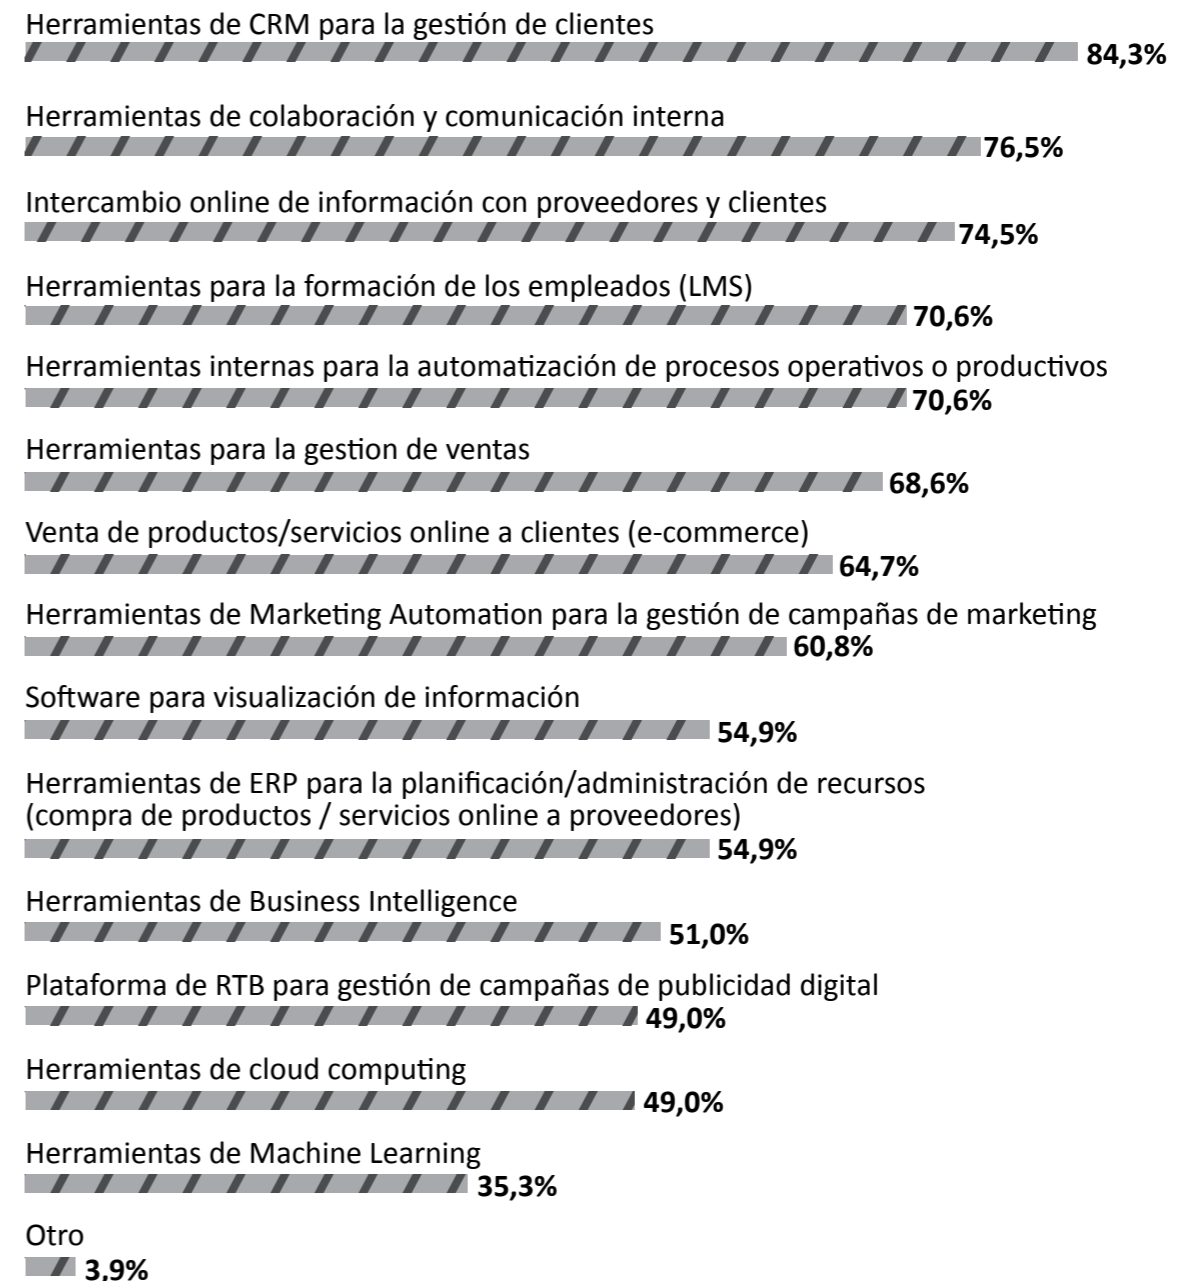 Herramientas de CRM para la gestión de clientes
84,3%
Herramientas de colaboración y comunicación interna
76,5%
Intercambio online de información con proveedores y clientes
74,5%
Herramientas para la formación de los empleados (LMS)
70,6%
Herramientas internas para la automatización de procesos operativos o productivos
70,6%
Herramientas para la gestion de ventas
68,6%
Venta de productos/servicios online a clientes (e-commerce)
64,7%
Herramientas de Marketing Automation para la gestión de campañas de marketing
60,8%
Software para visualización de información
54,9%
Herramientas de ERP para la planificación/administración de recursos
(compra de productos / servicios online a proveedores)
54,9%
Herramientas de Business Intelligence
51,0%
Plataforma de RTB para gestión de campañas de publicidad digital
49,0%
Herramientas de cloud computing
49,0%
Herramientas de Machine Learning
35,3%
Otro
3,9%